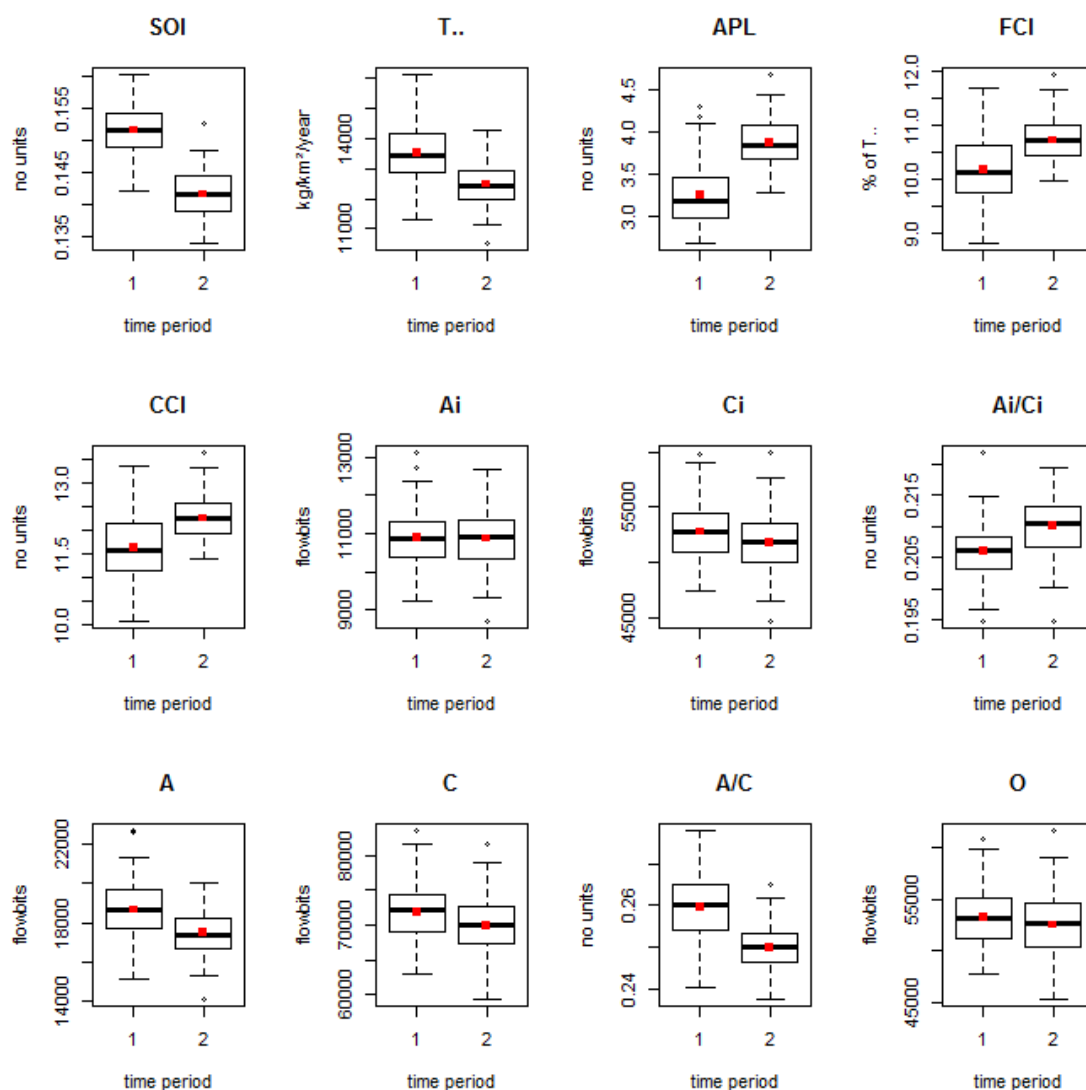 SOI T.. APL FCI
no units 0.135 0.145 0.155 kg/km²/year 11000 14000 no units 3.0 3.5 4.0 4.5 % of T.. 9.0 10.0 11.0 12.0
1 2 1 2 1 2 1 2
time period time period time period time period
CCI Ai Ci Ai/Ci
no units 10.0 11.5 13.0 flowbits 9000 11000 13000 flowbits 45000 55000 no units 0.195 0.205 0.215
1 2 1 2 1 2 1 2
time period time period time period time period
A C A/C O
flowbits 14000 18000 22000 flowbits 60000 70000 80000 no units 0.24 0.26 flowbits 45000 55000
1 2 1 2 1 2 1 2
time period time period time period time period